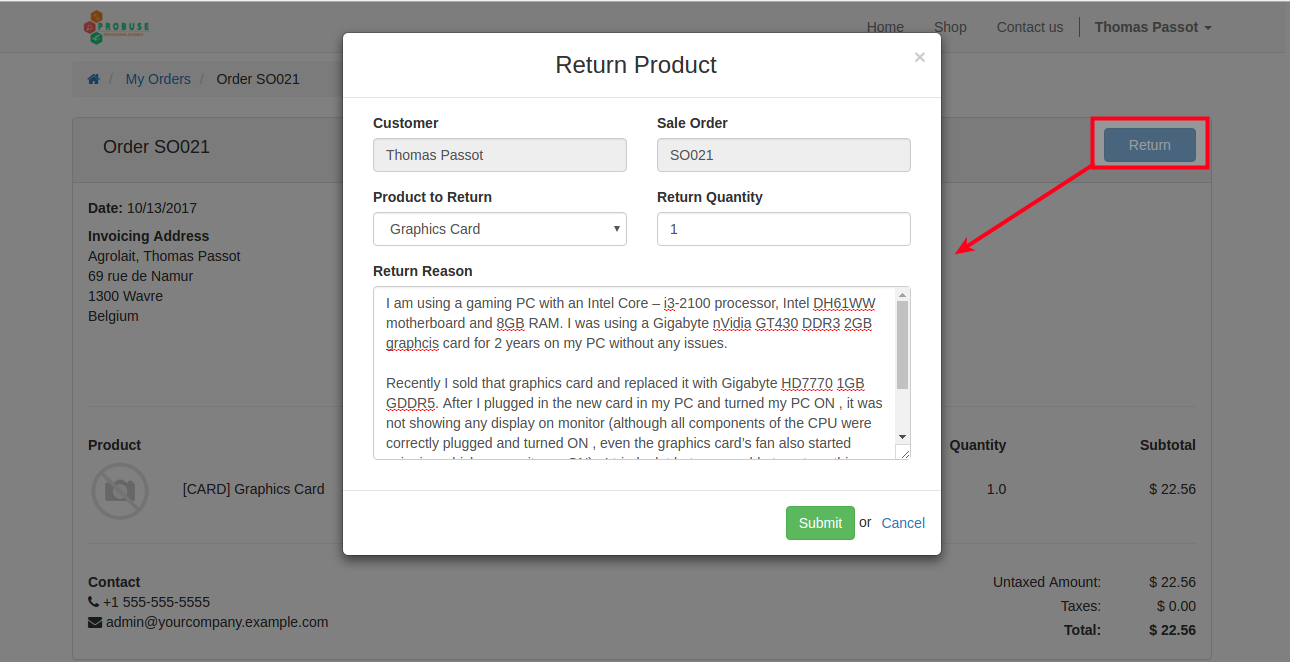 PROBUSE
Home Shop Contact us Thomas Passot
My Orders / Order SO021
Return Product ×
Order SO021
Return
Customer
Sale Order
Thomas Passot
SO021
Product to Return
Return Quantity
Graphics Card
1
Return Reason
I am using a gaming PC with an Intel Core – i3-2100 processor, Intel DH61WW
motherboard and 8GB RAM. I was using a Gigabyte nVidia GT430 DDR3 2GB
graphcis card for 2 years on my PC without any issues.
Recently I sold that graphics card and replaced it with Gigabyte HD7770 1GB
GDDR5. After I plugged in the new card in my PC and turned my PC ON , it was
not showing any display on monitor (although all components of the CPU were
correctly plugged and turned ON , even the graphics card’s fan also started
Submit or Cancel
Date: 10/13/2017
Invoicing Address
Agrolait, Thomas Passot
69 rue de Namur
1300 Wavre
Belgium
Product Quantity Subtotal
[CARD] Graphics Card 1.0 $ 22.56
Contact
+1 555-555-5555
admin@yourcompany.example.com
Untaxed Amount: $ 22.56
Taxes: $ 0.00
Total: $ 22.56